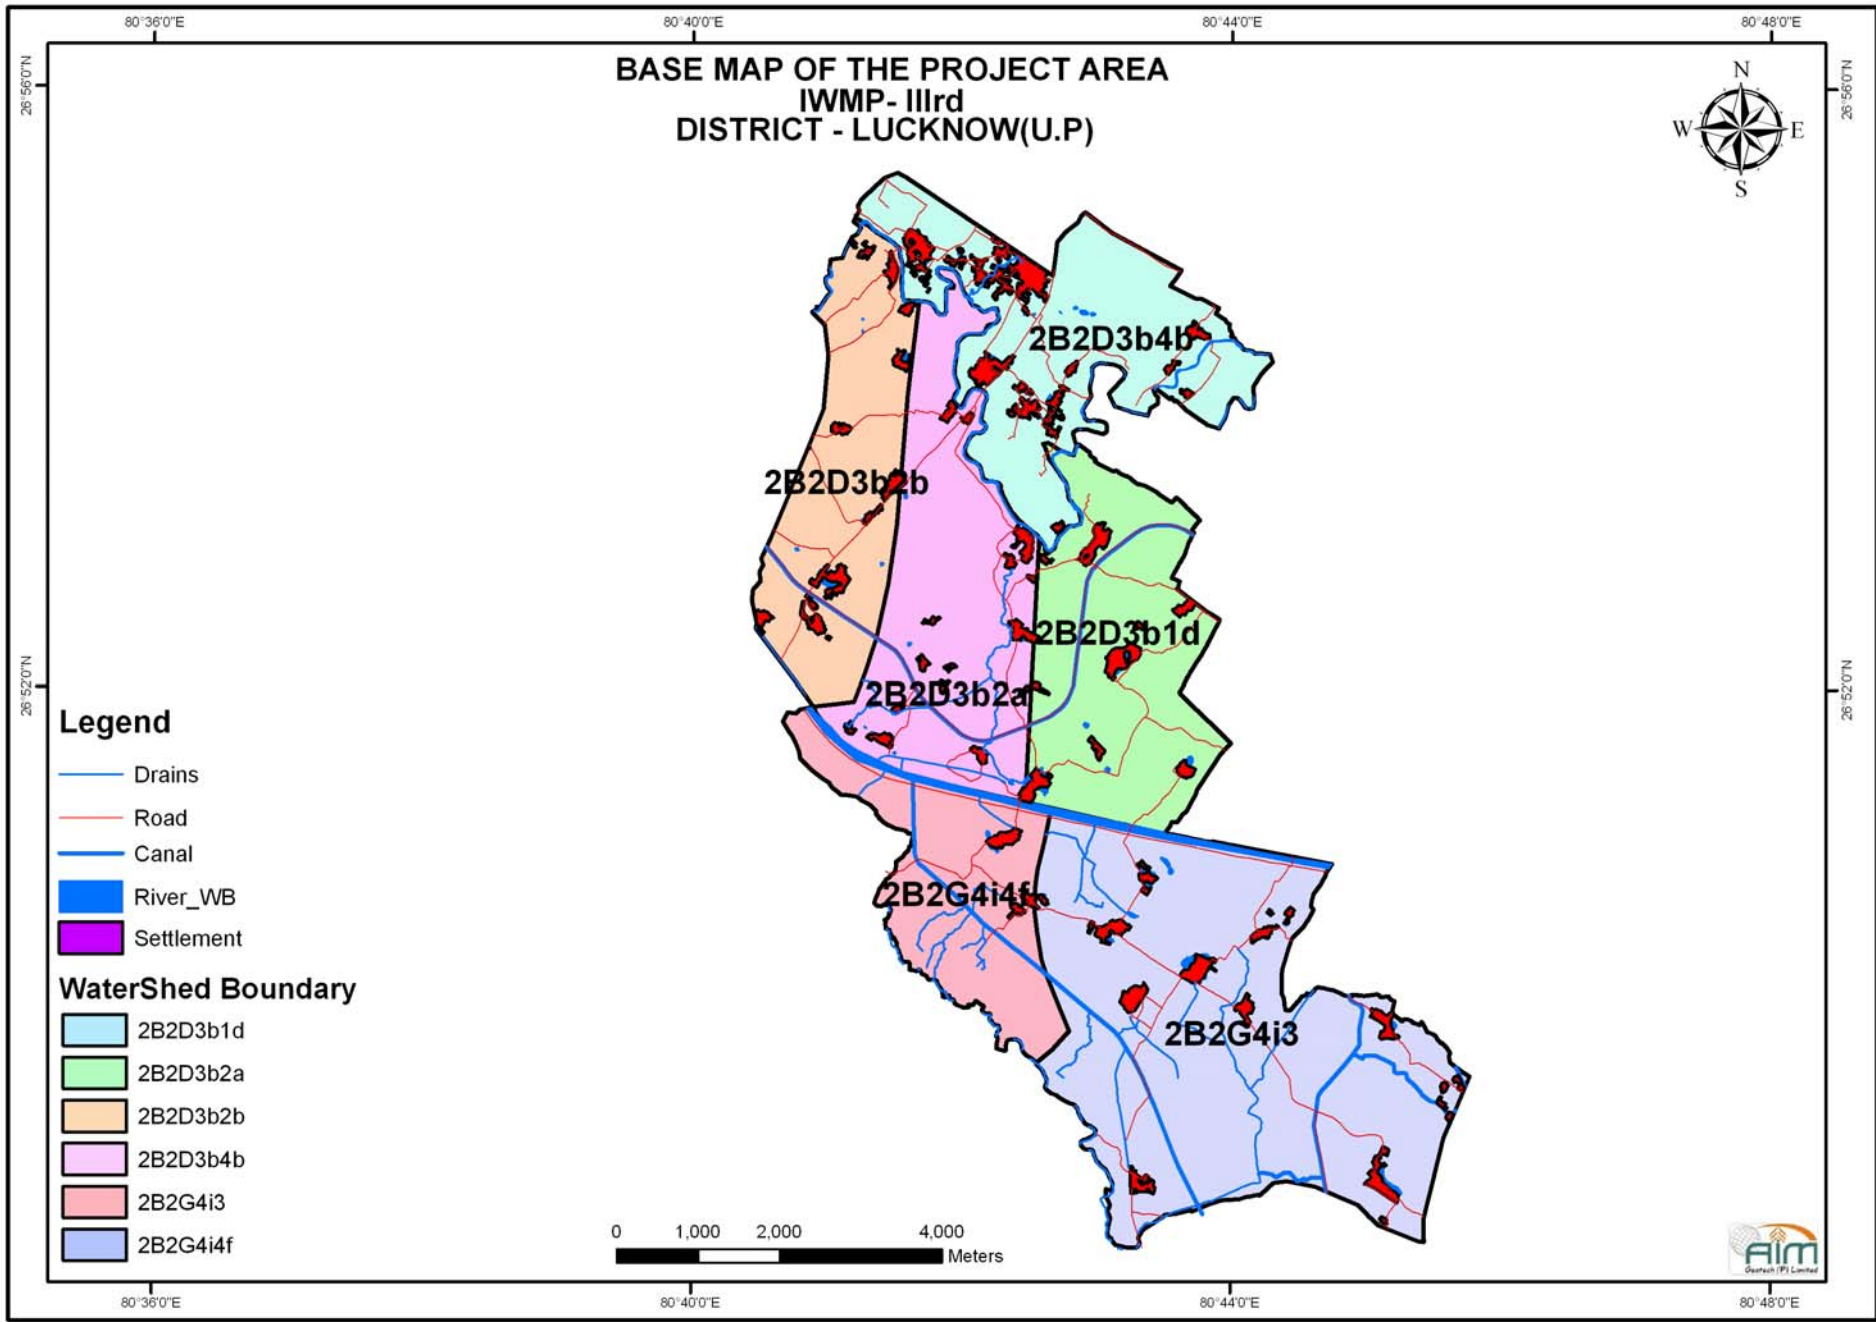 80°36'0"E
80°40'0"E
80°44'0"E
80°48'0"E
26°56'0"N
26°56'0"N
BASE MAP OF THE PROJECT AREA
IWMP- IIIrd
DISTRICT - LUCKNOW(U.P)
N
W
E
S
2B2D3b4b
2B2D3b2b
2B2D3b1d
2B2D3b2a
26°52'0"N
26°52'0"N
2B2G4i4f
2B2G4i3
Legend
Drains
Road
Canal
River_WB
Settlement
WaterShed Boundary
2B2D3b1d
2B2D3b2a
2B2D3b2b
2B2D3b4b
2B2G4i3
2B2G4i4f
0 1,000 2,000 4,000
Meters
AIM
Geotech (P) Limited
80°36'0"E
80°40'0"E
80°44'0"E
80°48'0"E